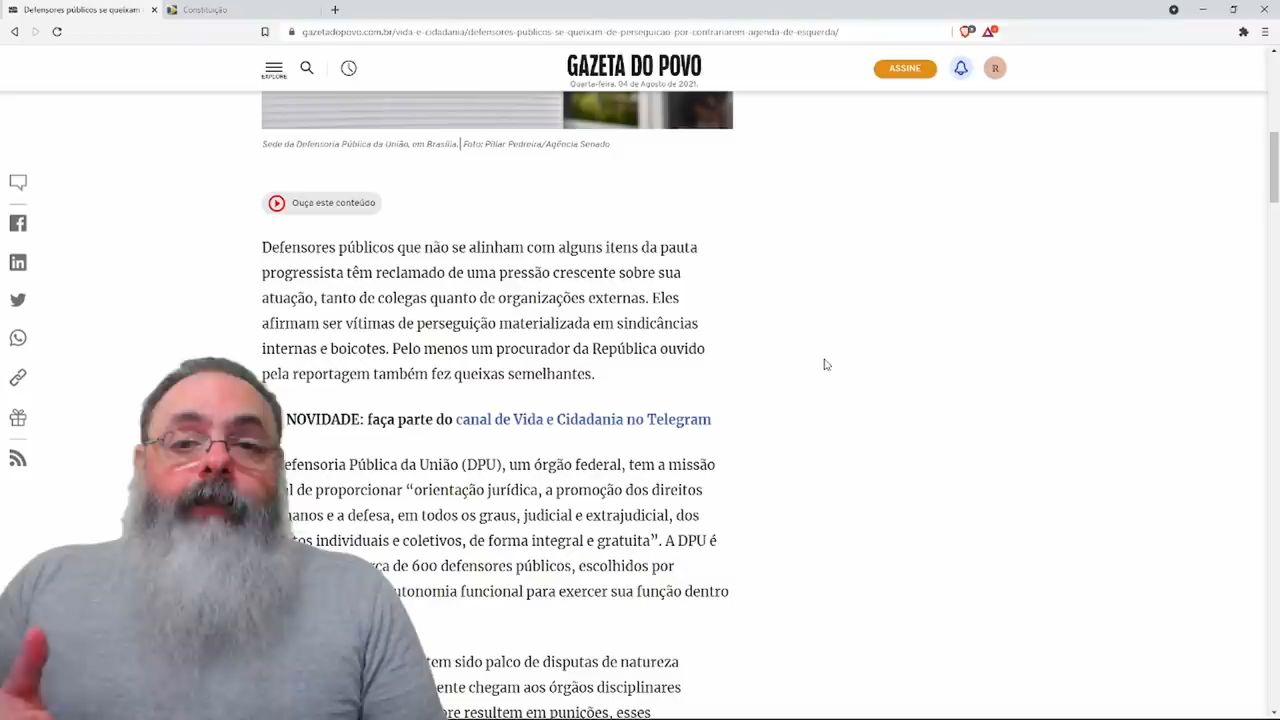 Defensores públicos se queixam
Constituição
gazetadopovo.com.br/vida-e-cidadania/defensores-publicos-se-queixam-de-perseguicao-por-contrariarem-agenda-de-esquerda/
EXPLORE
GAZETA DO POVO
Quarta-feira, 04 de Agosto de 2021.
ASSINE
R
Sede da Defensoria Pública da União, em Brasília.| Foto: Pillar Pedreira/Agência Senado
Ouça este conteúdo
Defensores públicos que não se alinham com alguns itens da pauta
progressista têm reclamado de uma pressão crescente sobre sua
atuação, tanto de colegas quanto de organizações externas. Eles
afirmam ser vítimas de perseguição materializada em sindicâncias
internas e boicotes. Pelo menos um procurador da República ouvido
pela reportagem também fez queixas semelhantes.
NOVIDADE: faça parte do canal de Vida e Cidadania no Telegram
efensoria Pública da União (DPU), um órgão federal, tem a missão
l de proporcionar “orientação jurídica, a promoção dos direitos
anos e a defesa, em todos os graus, judicial e extrajudicial, dos
tos individuais e coletivos, de forma integral e gratuita”. A DPU é
ca de 600 defensores públicos, escolhidos por
utonomia funcional para exercer sua função dentro
tem sido palco de disputas de natureza
ente chegam aos órgãos disciplinares
re resultem em punições, esses